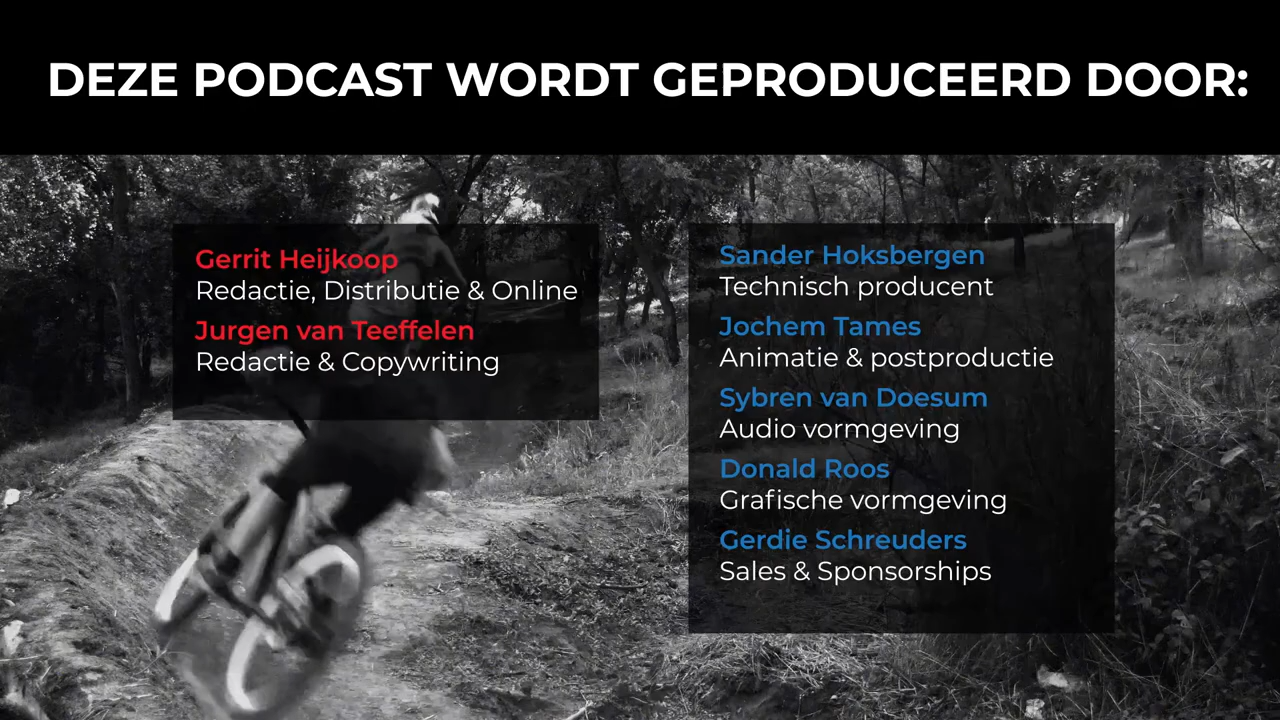 DEZE PODCAST WORDT GEPRODUCEERD DOOR:
Gerrit Heijkoop
Redactie, Distributie & Online
Jurgen van Teeffelen
Redactie & Copywriting
Sander Hoksbergen
Technisch producent
Jochem Tames
Animatie & postproductie
Sybren van Doesum
Audio vormgeving
Donald Roos
Grafische vormgeving
Gerdie Schreuders
Sales & Sponsorships